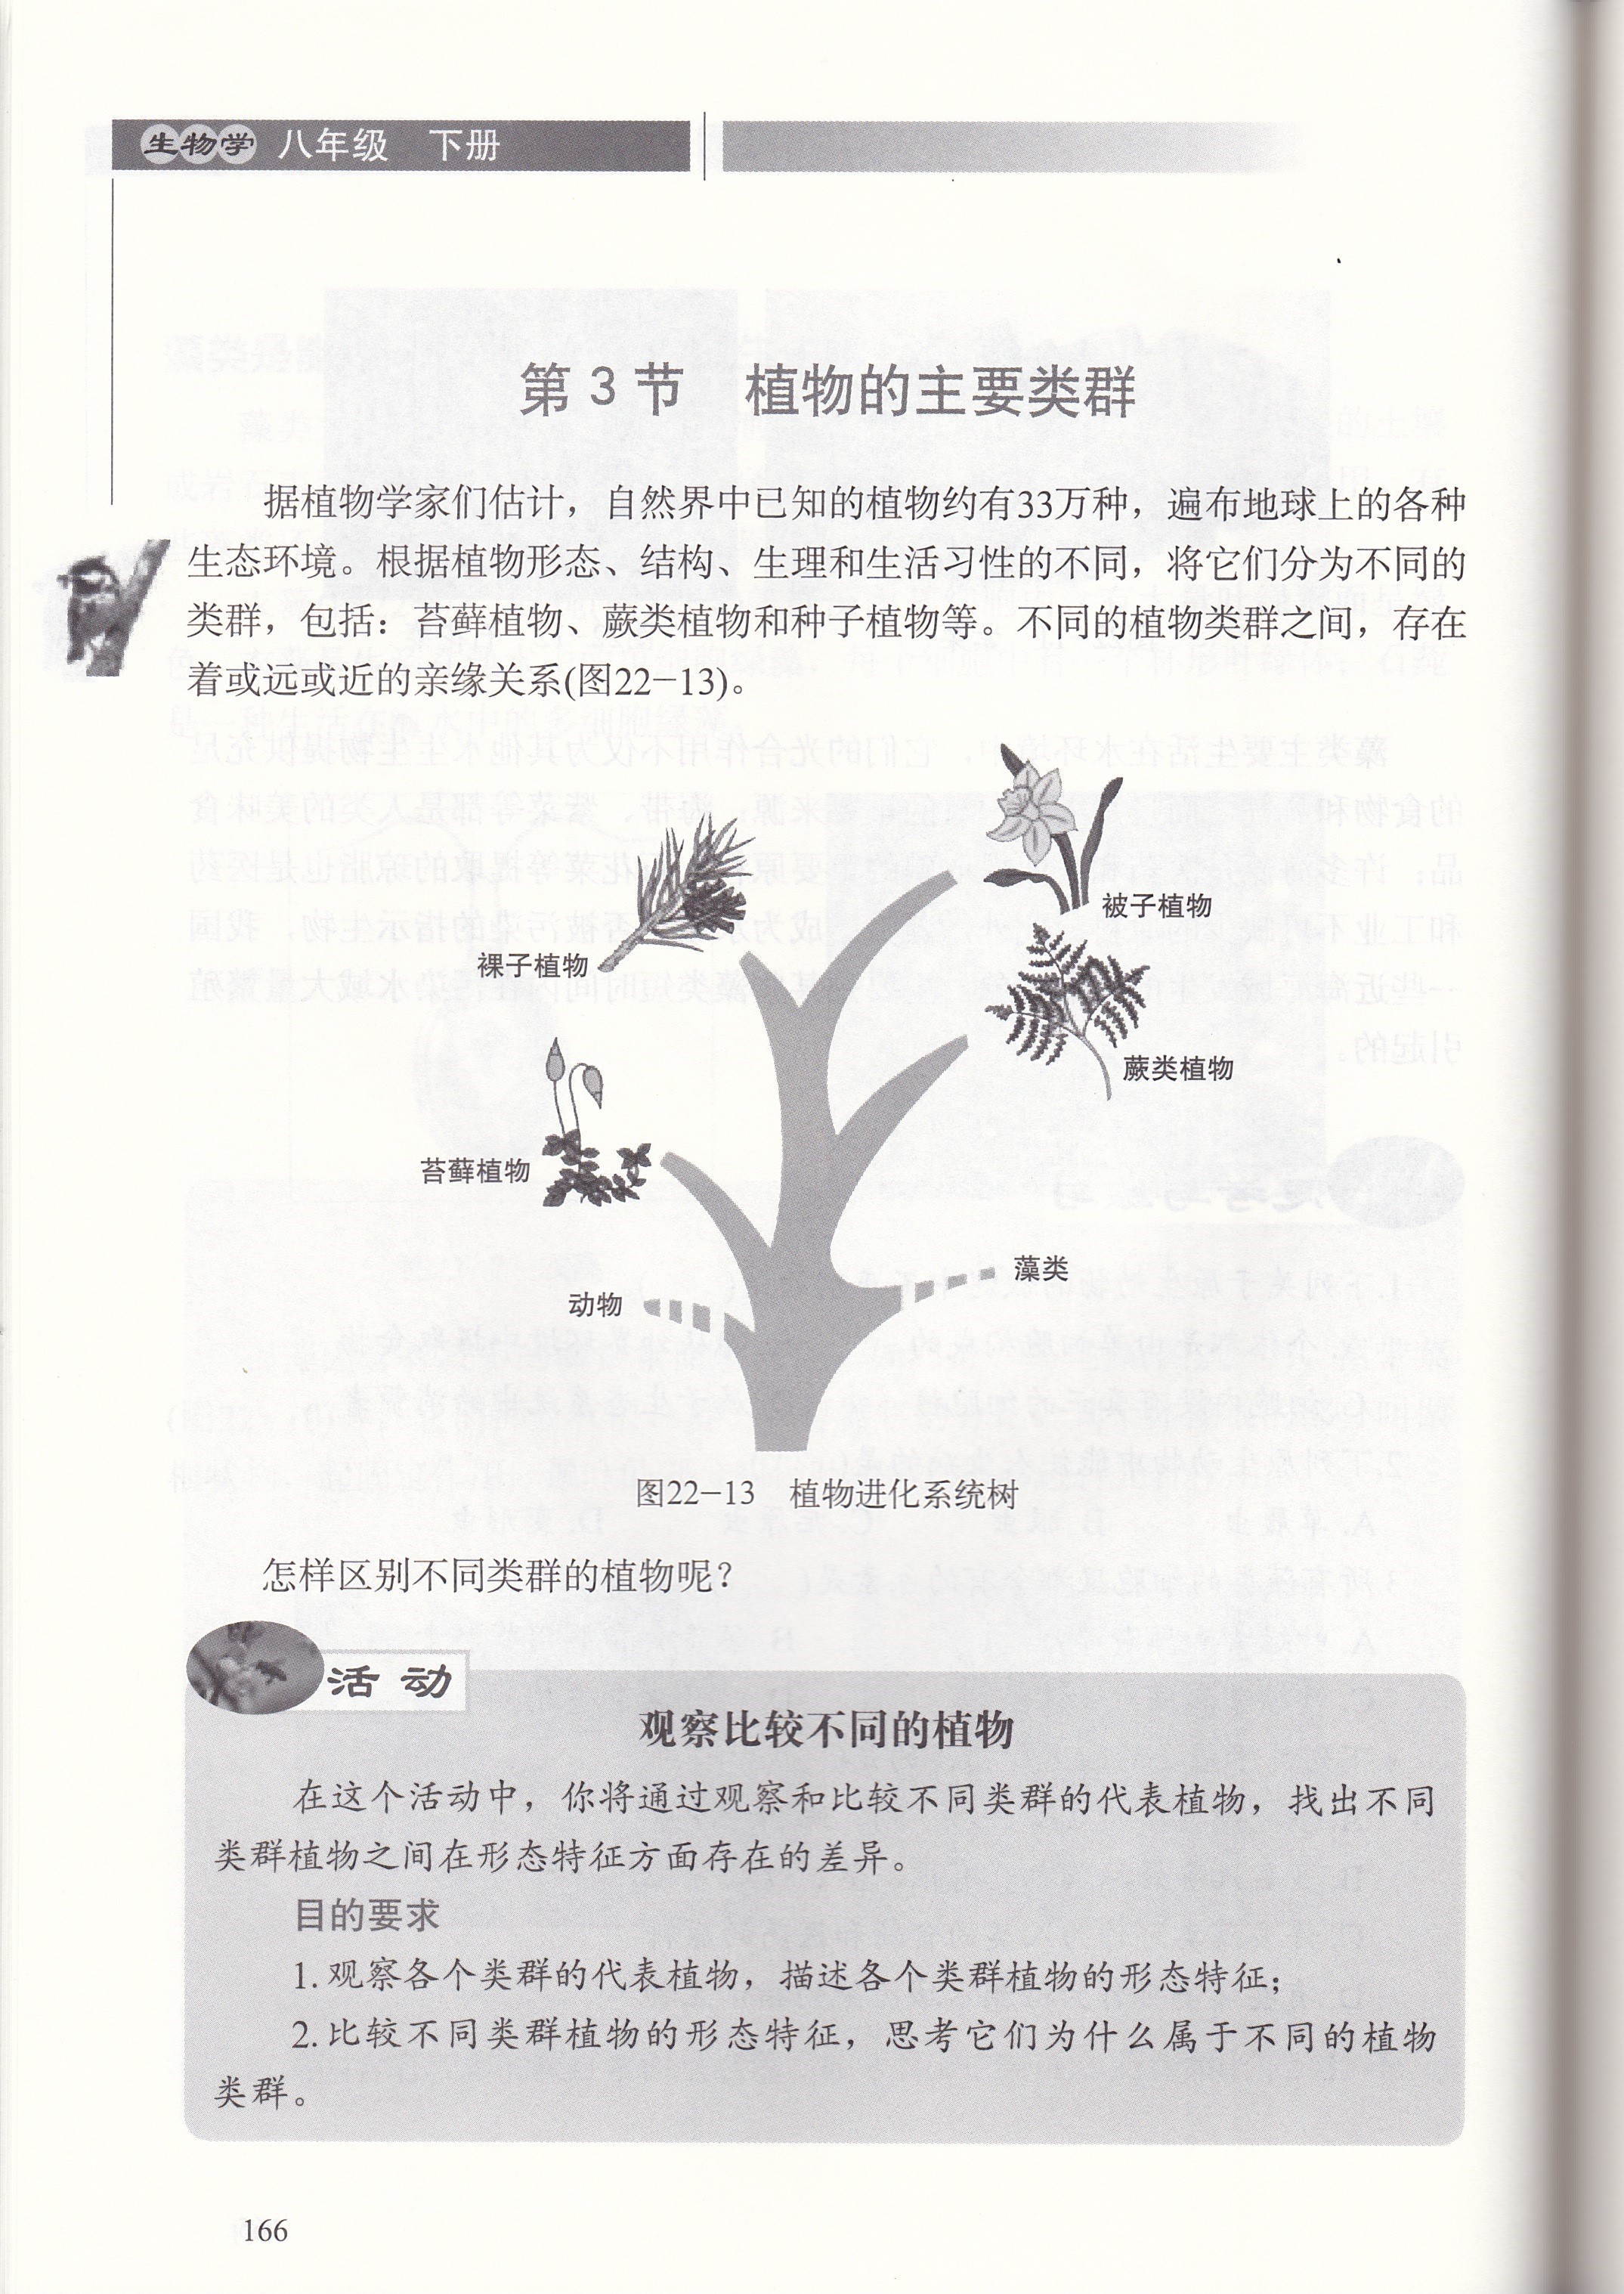 生物学 八年级 下册
第3节 植物的主要类群
据植物学家们估计，自然界中已知的植物约有33万种，遍布地球上的各种
生态环境。根据植物形态、结构、生理和生活习性的不同，将它们分为不同的
类群，包括：苔藓植物、蕨类植物和种子植物等。不同的植物类群之间，存在
着或远或近的亲缘关系(图22-13)。
被子植物
裸子植物
蕨类植物
苔藓植物
藻类
动物
图22-13 植物进化系统树
怎样区别不同类群的植物呢？
活 动
观察比较不同的植物
在这个活动中，你将通过观察和比较不同类群的代表植物，找出不同
类群植物之间在形态特征方面存在的差异。
目的要求
1.观察各个类群的代表植物，描述各个类群植物的形态特征；
2.比较不同类群植物的形态特征，思考它们为什么属于不同的植物
类群。
166